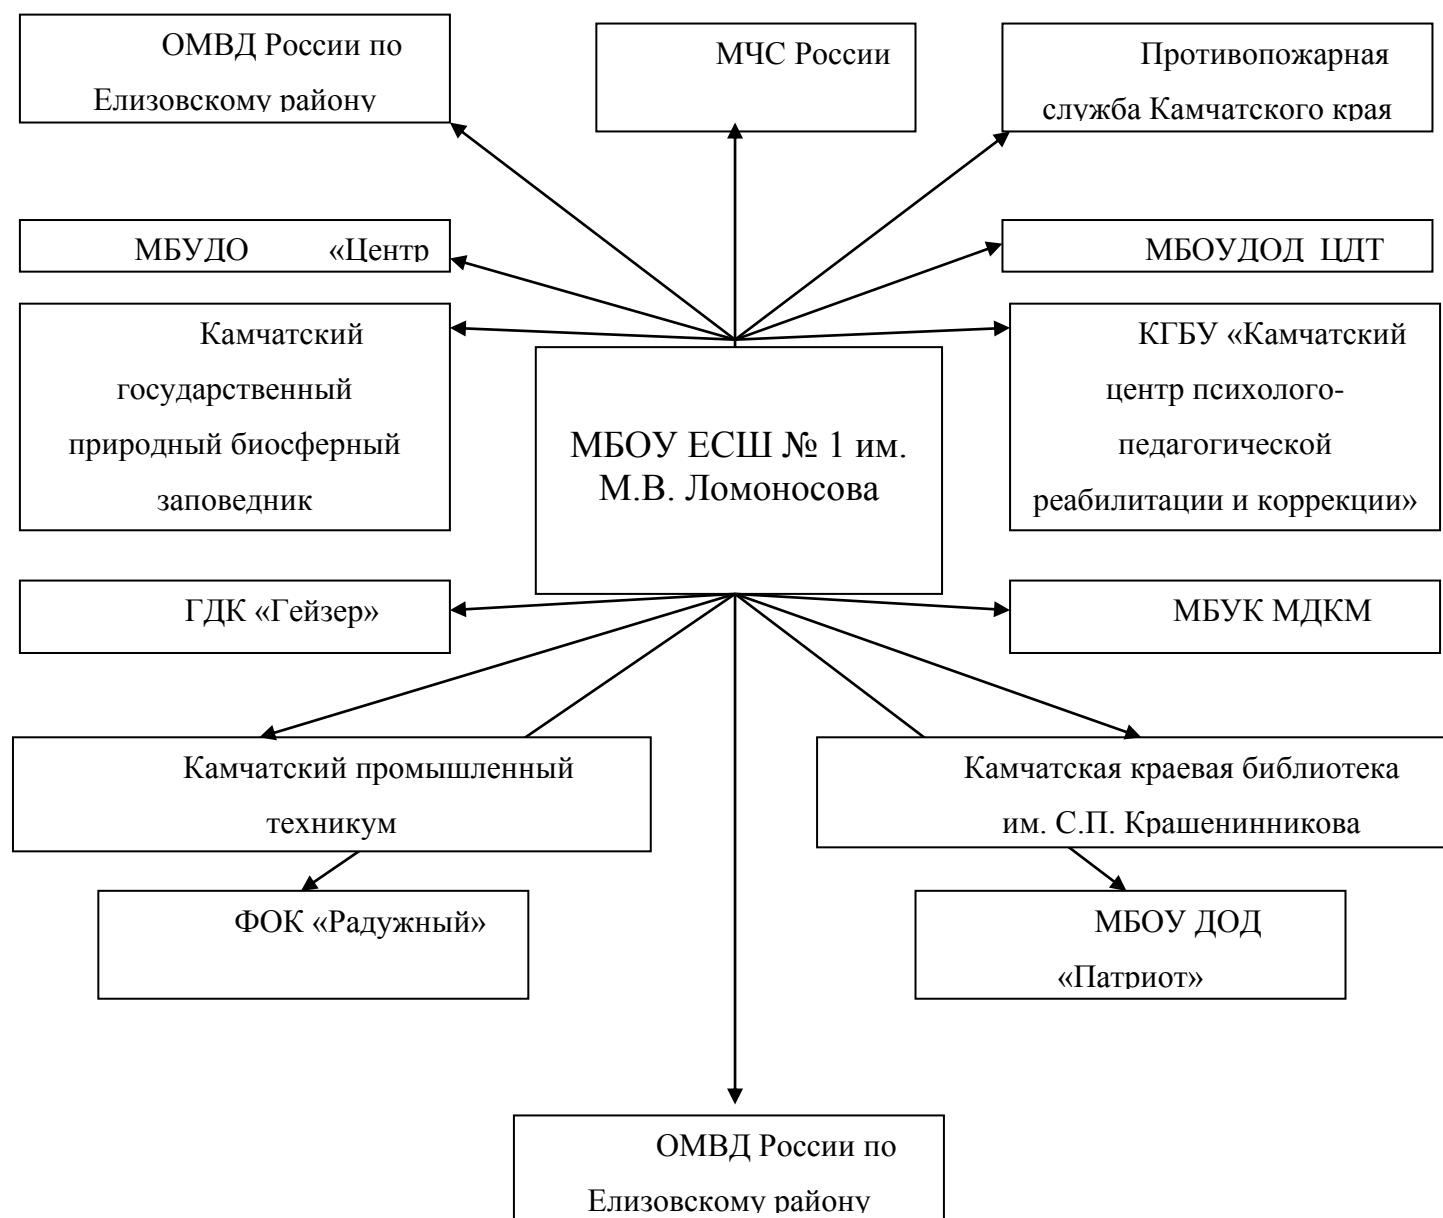 ОМВД России по
Елизовскому району
МЧС России
Противопожарная
служба Камчатского края
МБУДО «Центр
МБОУДОД ЦДТ
Камчатский
государственный
природный биосферный
заповедник
МБОУ ЕСШ № 1 им.
М.В. Ломоносова
КГБУ «Камчатский
центр психолого-
педагогической
реабилитации и коррекции»
ГДК «Гейзер»
МБУК МДКМ
Камчатский промышленный
техникум
Камчатская краевая библиотека
им. С.П. Крашенинникова
ФОК «Радужный»
МБОУ ДОД
«Патриот»
ОМВД России по
Елизовскому району